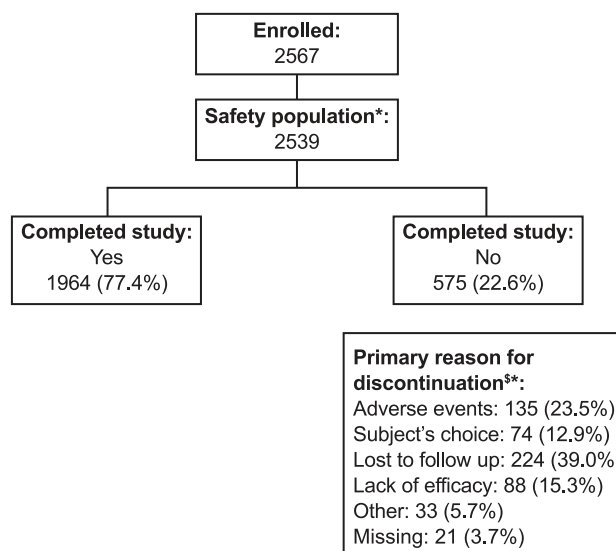 Enrolled:
2567
Safety population*:
2539
Completed study:
Yes
1964 (77.4%)
Completed study:
No
575 (22.6%)
Primary reason for
discontinuation$*:
Adverse events: 135 (23.5%)
Subject's choice: 74 (12.9%)
Lost to follow up: 224 (39.0%
Lack of efficacy: 88 (15.3%)
Other: 33 (5.7%)
Missing: 21 (3.7%)